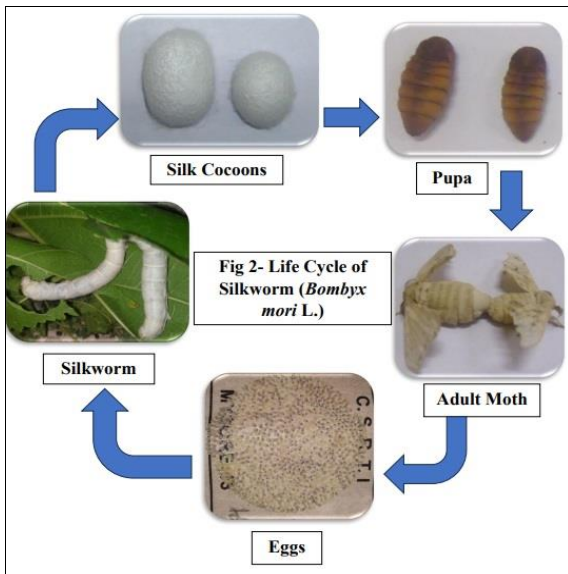 Silk Cocoons
Pupa
Fig 2- Life Cycle of
Silkworm (Bombyx
mori L.)
Silkworm
Adult Moth
C. S. R. T. I
Eggs